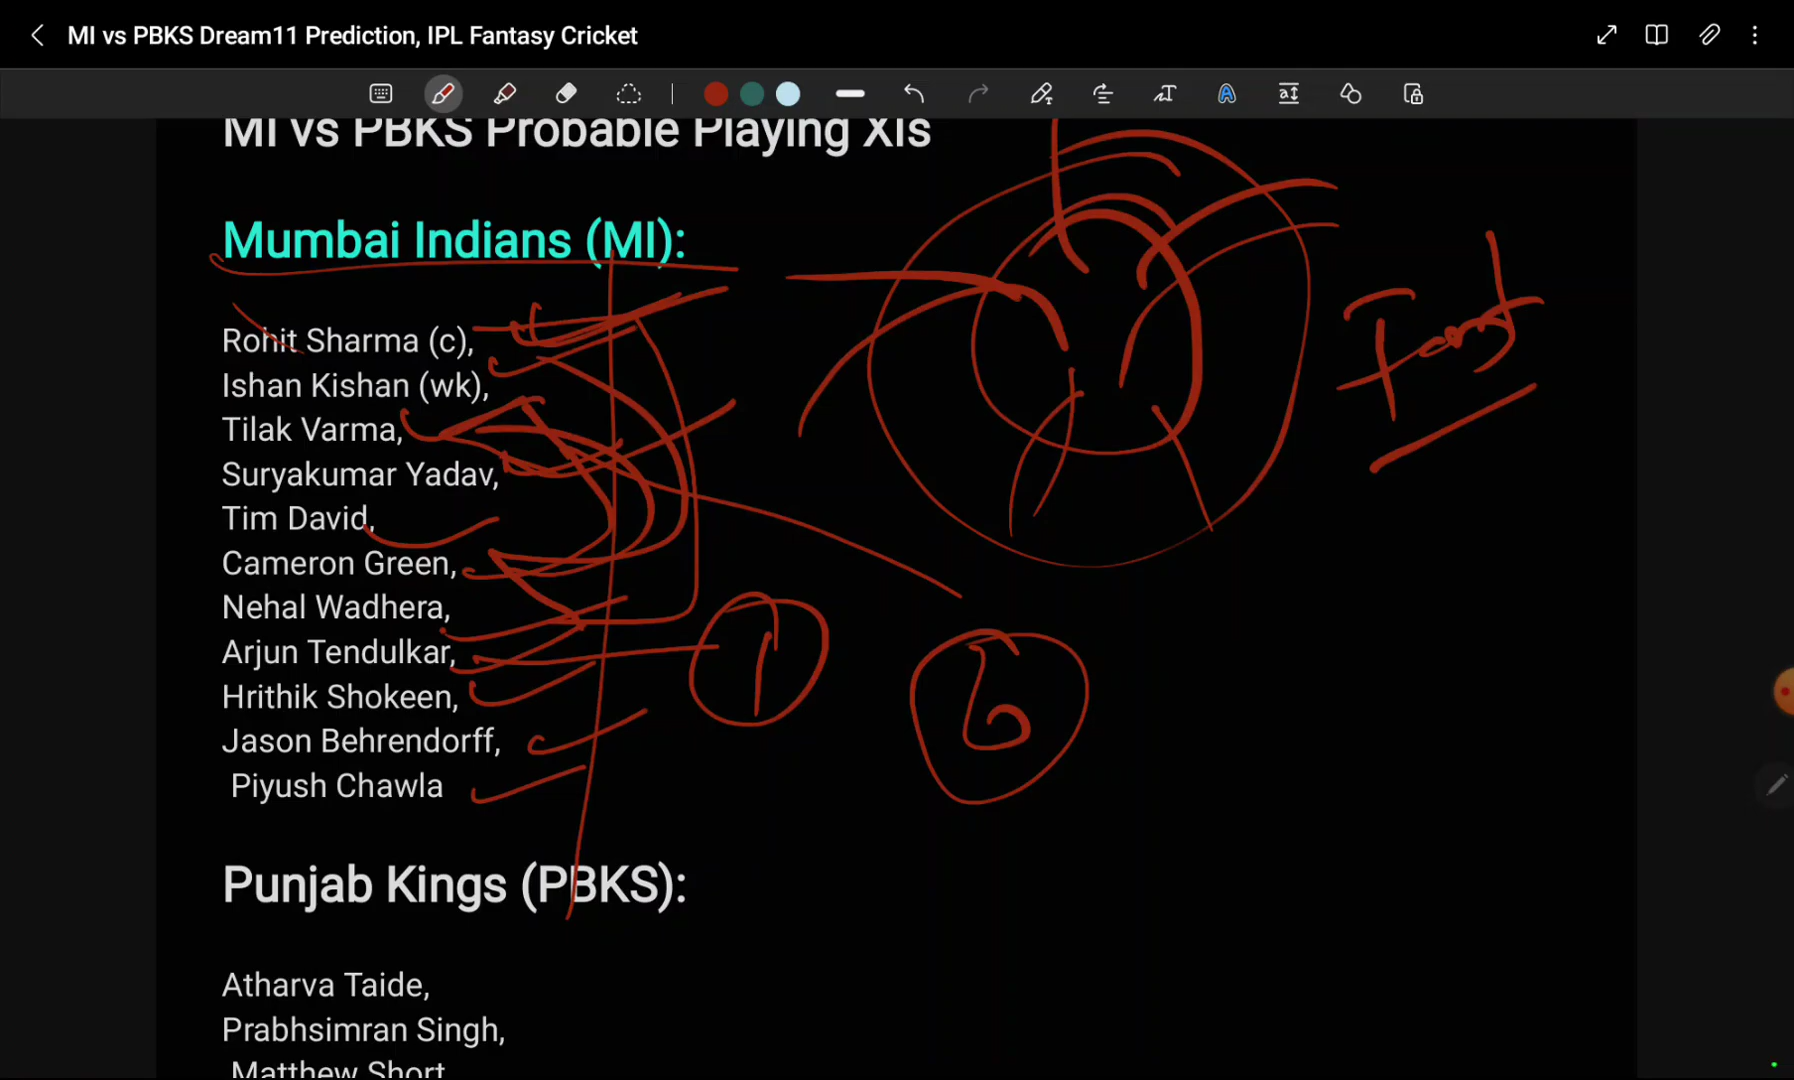 MI vs PBKS Dream11 Prediction, IPL Fantasy Cricket
MI vs PBKS Probable Playing XIs
Mumbai Indians (MI):
Rohit Sharma (c),
Ishan Kishan (wk),
Tilak Varma,
Suryakumar Yadav,
Tim David,
Cameron Green,
Nehal Wadhera,
Arjun Tendulkar,
Hrithik Shokeen,
Jason Behrendorff,
Piyush Chawla
1
6
Punjab Kings (PBKS):
Atharva Taide,
Prabhsimran Singh,
Matthew Short